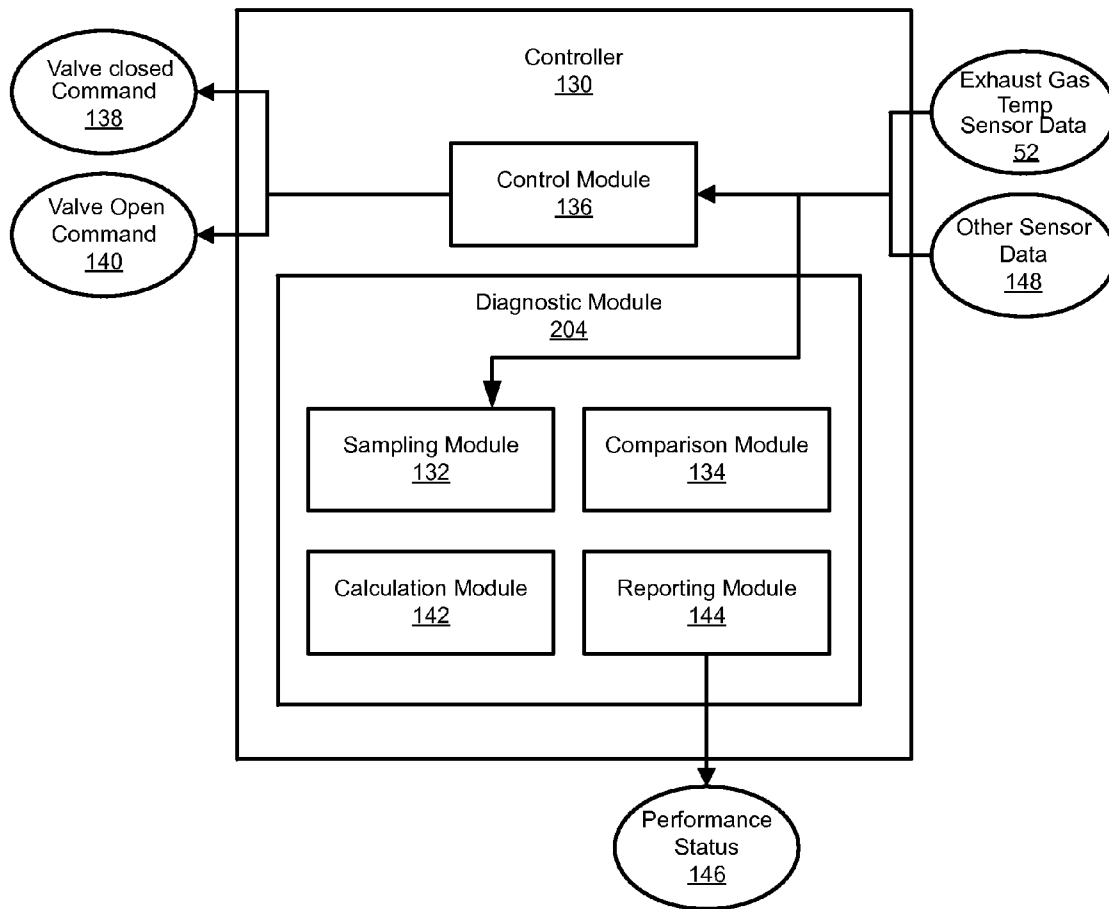 Valve closed
Command
138
Valve Open
Command
140
Controller
130
Control Module
136
Exhaust Gas
Temp
Sensor Data
52
Other Sensor
Data
148
Diagnostic Module
204
Sampling Module
132
Comparison Module
134
Calculation Module
142
Reporting Module
144
Performance
Status
146